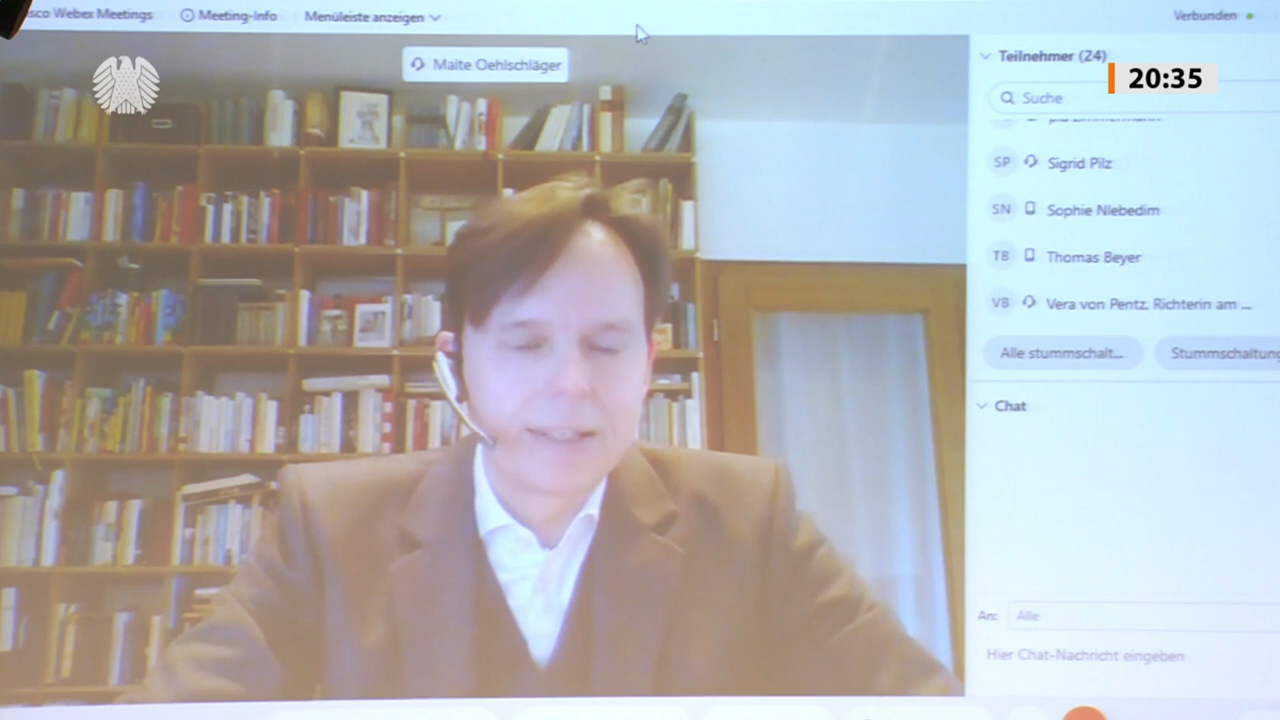 sco Webex Meetings
Meeting-Info
Menüleiste anzeigen
Verbunden
Malte Oehlschläger
Teilnehmer (24)
20:35
Suche
SP Sigrid Pilz
SN Sophie NIebedim
TB Thomas Beyer
VB Vera von Pentz, Richterin am ...
Alle stummschalt...
Stummschaltung
Chat
An: Alle
Hier Chat-Nachricht eingeben